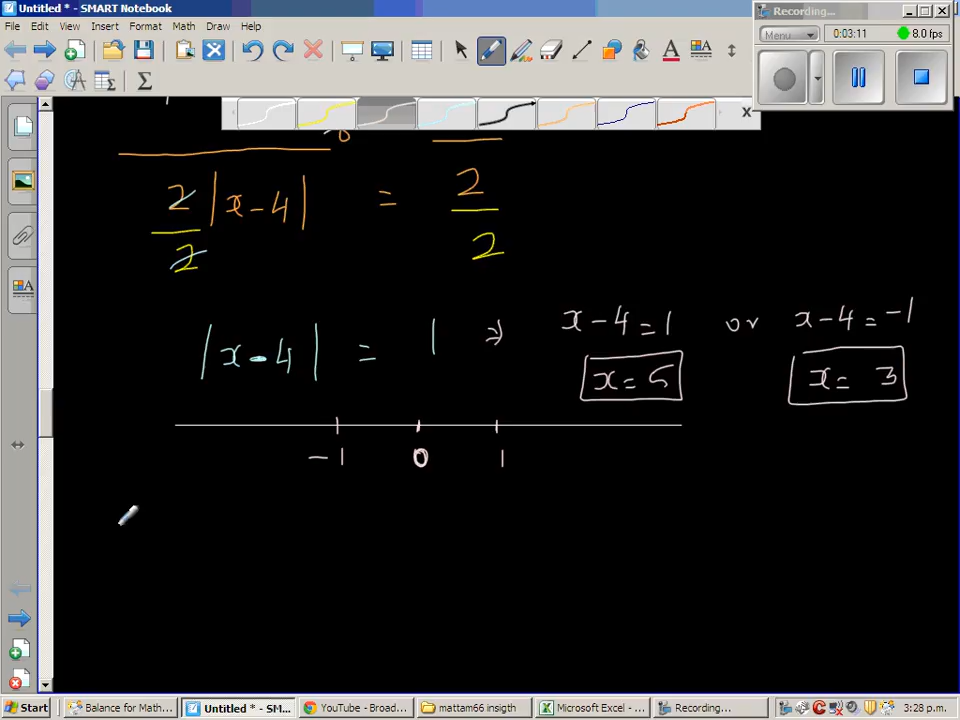 Untitled * - SMART Notebook
File Edit View Insert Format Math Draw Help
Recording...
Menu 0:03:11 8.0 fps
2 |x-4| = 2
2 2
|x-4| = 1 ⇒ x-4=1 or x-4=-1
x=5 x= 3
-1 0 1
Start Balance for Math... Untitled * - SM... YouTube - Broad... mattam66 insigth Microsoft Excel - ... Recording... 3:28 p.m.